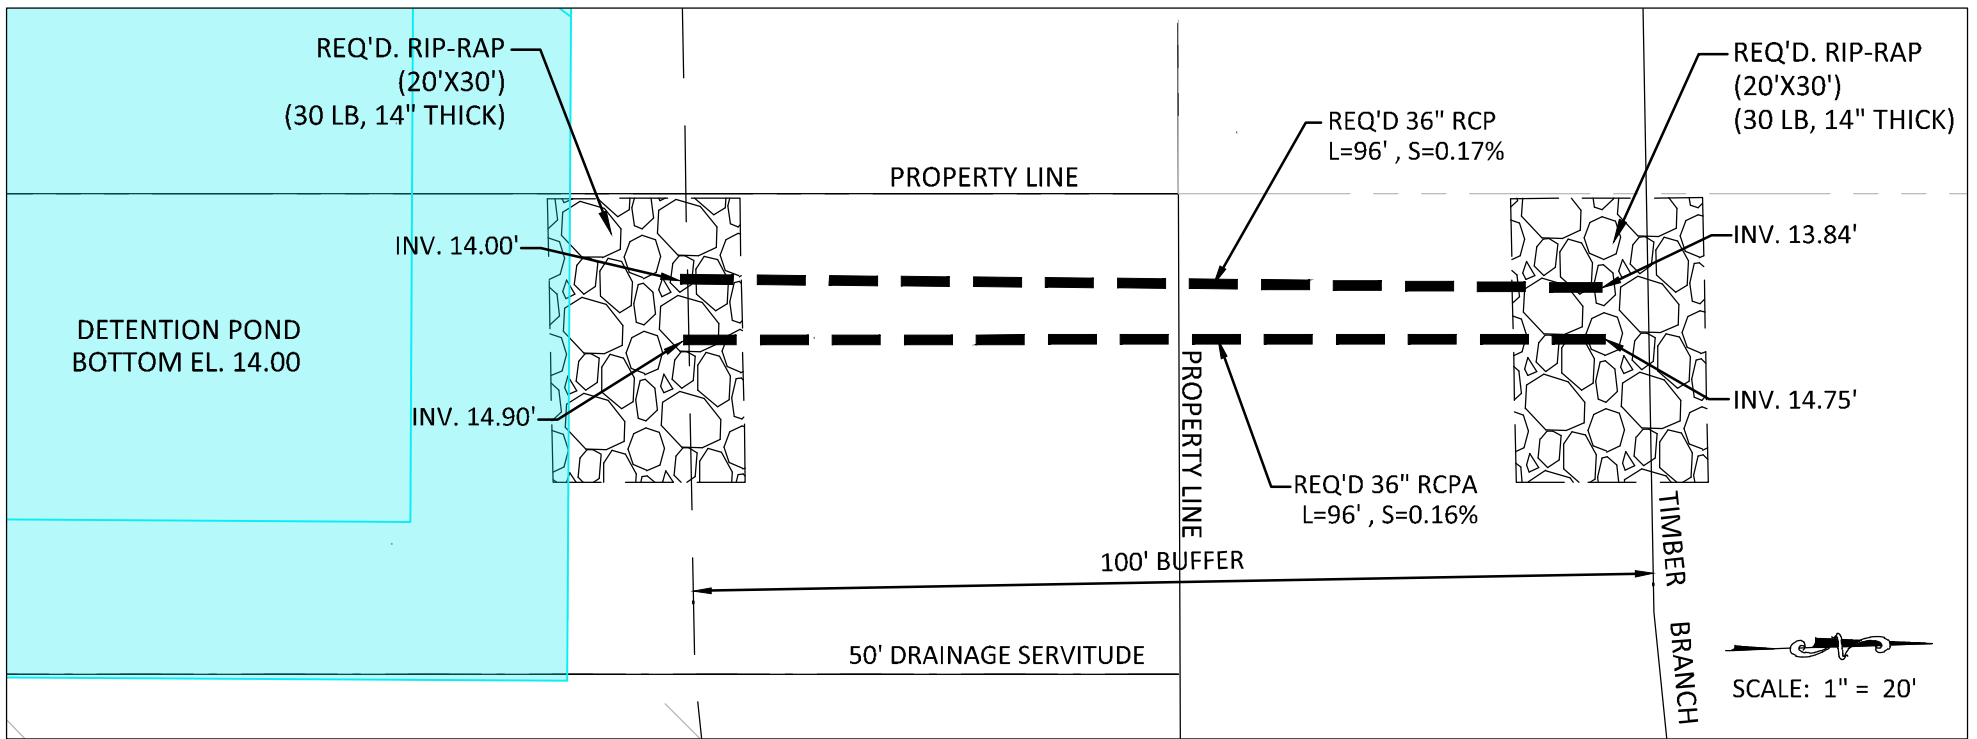 REQ'D. RIP-RAP
(20'X30')
(30 LB, 14" THICK)
REQ'D. RIP-RAP
(20'X30')
(30 LB, 14" THICK)
REQ'D 36" RCP
L=96' , S=0.17%
PROPERTY LINE
INV. 14.00'
INV. 13.84'
DETENTION POND
BOTTOM EL. 14.00
INV. 14.90'
INV. 14.75'
PROPERTY LINE
REQ'D 36" RCPA
L=96' , S=0.16%
100' BUFFER
TIMBER BRANCH
50' DRAINAGE SERVITUDE
SCALE: 1" = 20'